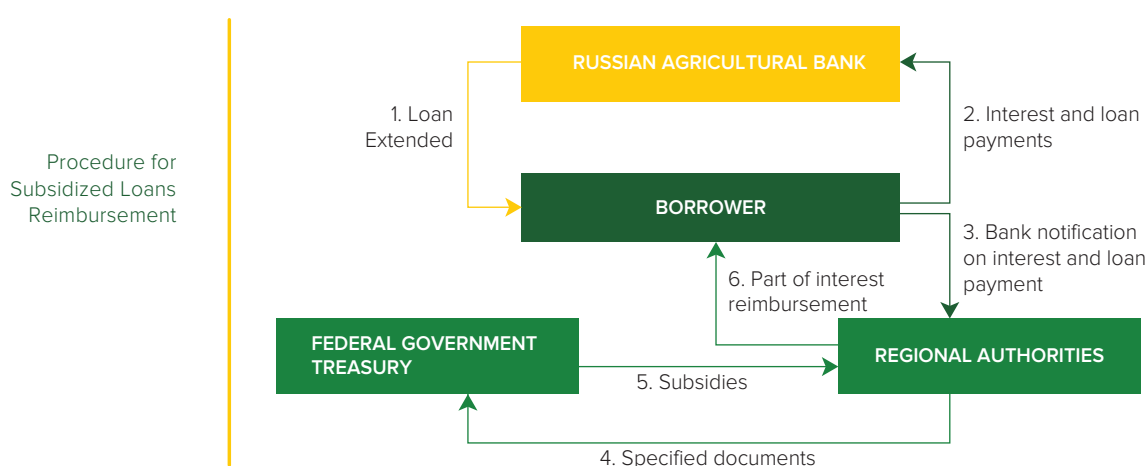 Procedure for
Subsidized Loans
Reimbursement
RUSSIAN AGRICULTURAL BANK
1. Loan
Extended
2. Interest and loan
payments
BORROWER
3. Bank notification
on interest and loan
payment
6. Part of interest
reimbursement
FEDERAL GOVERNMENT
TREASURY
5. Subsidies
REGIONAL AUTHORITIES
4. Specified documents